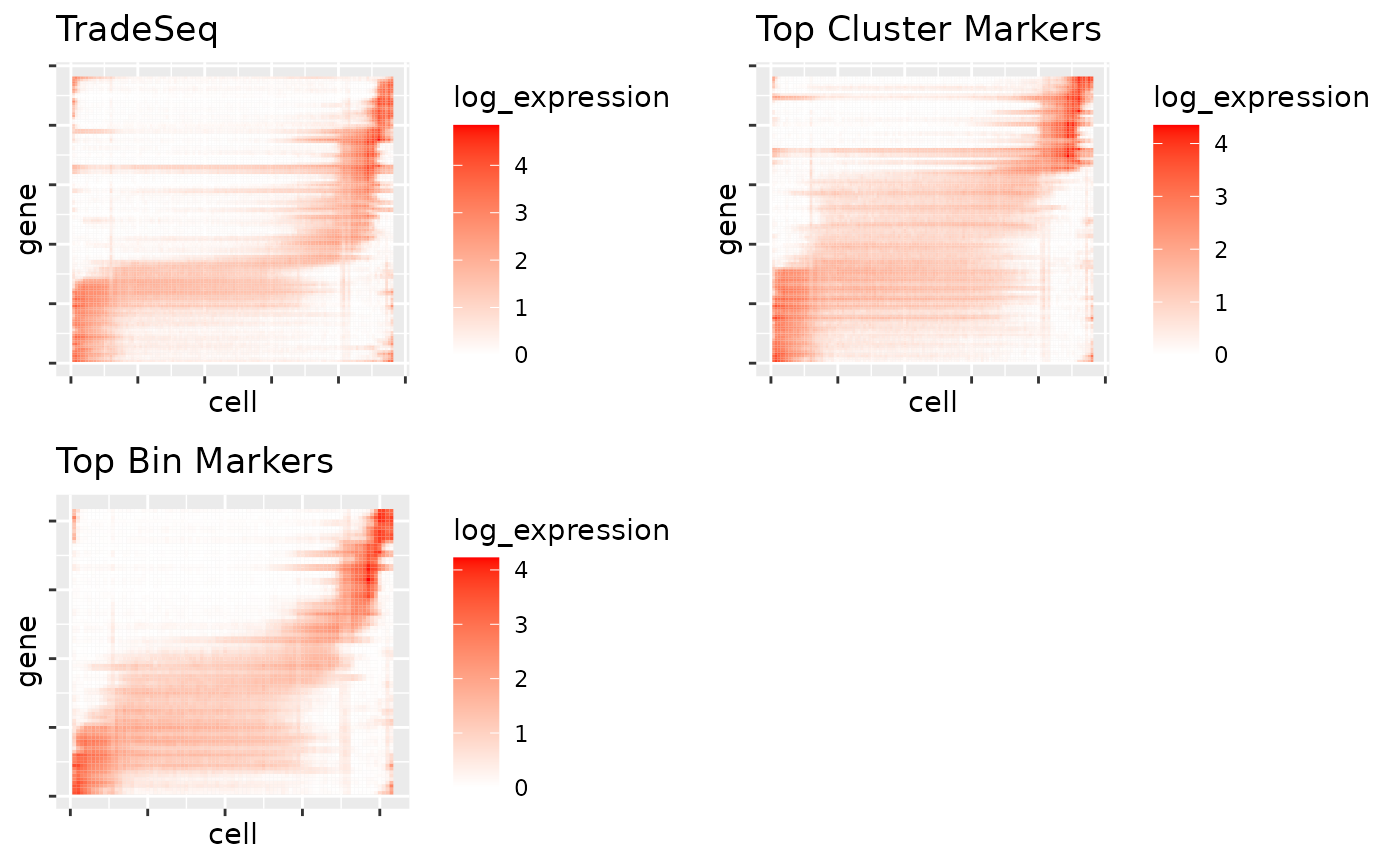 TradeSeq
gene
cell
log_expression
4
3
2
1
0
Top Cluster Markers
gene
cell
log_expression
4
3
2
1
0
Top Bin Markers
gene
cell
log_expression
4
3
2
1
0